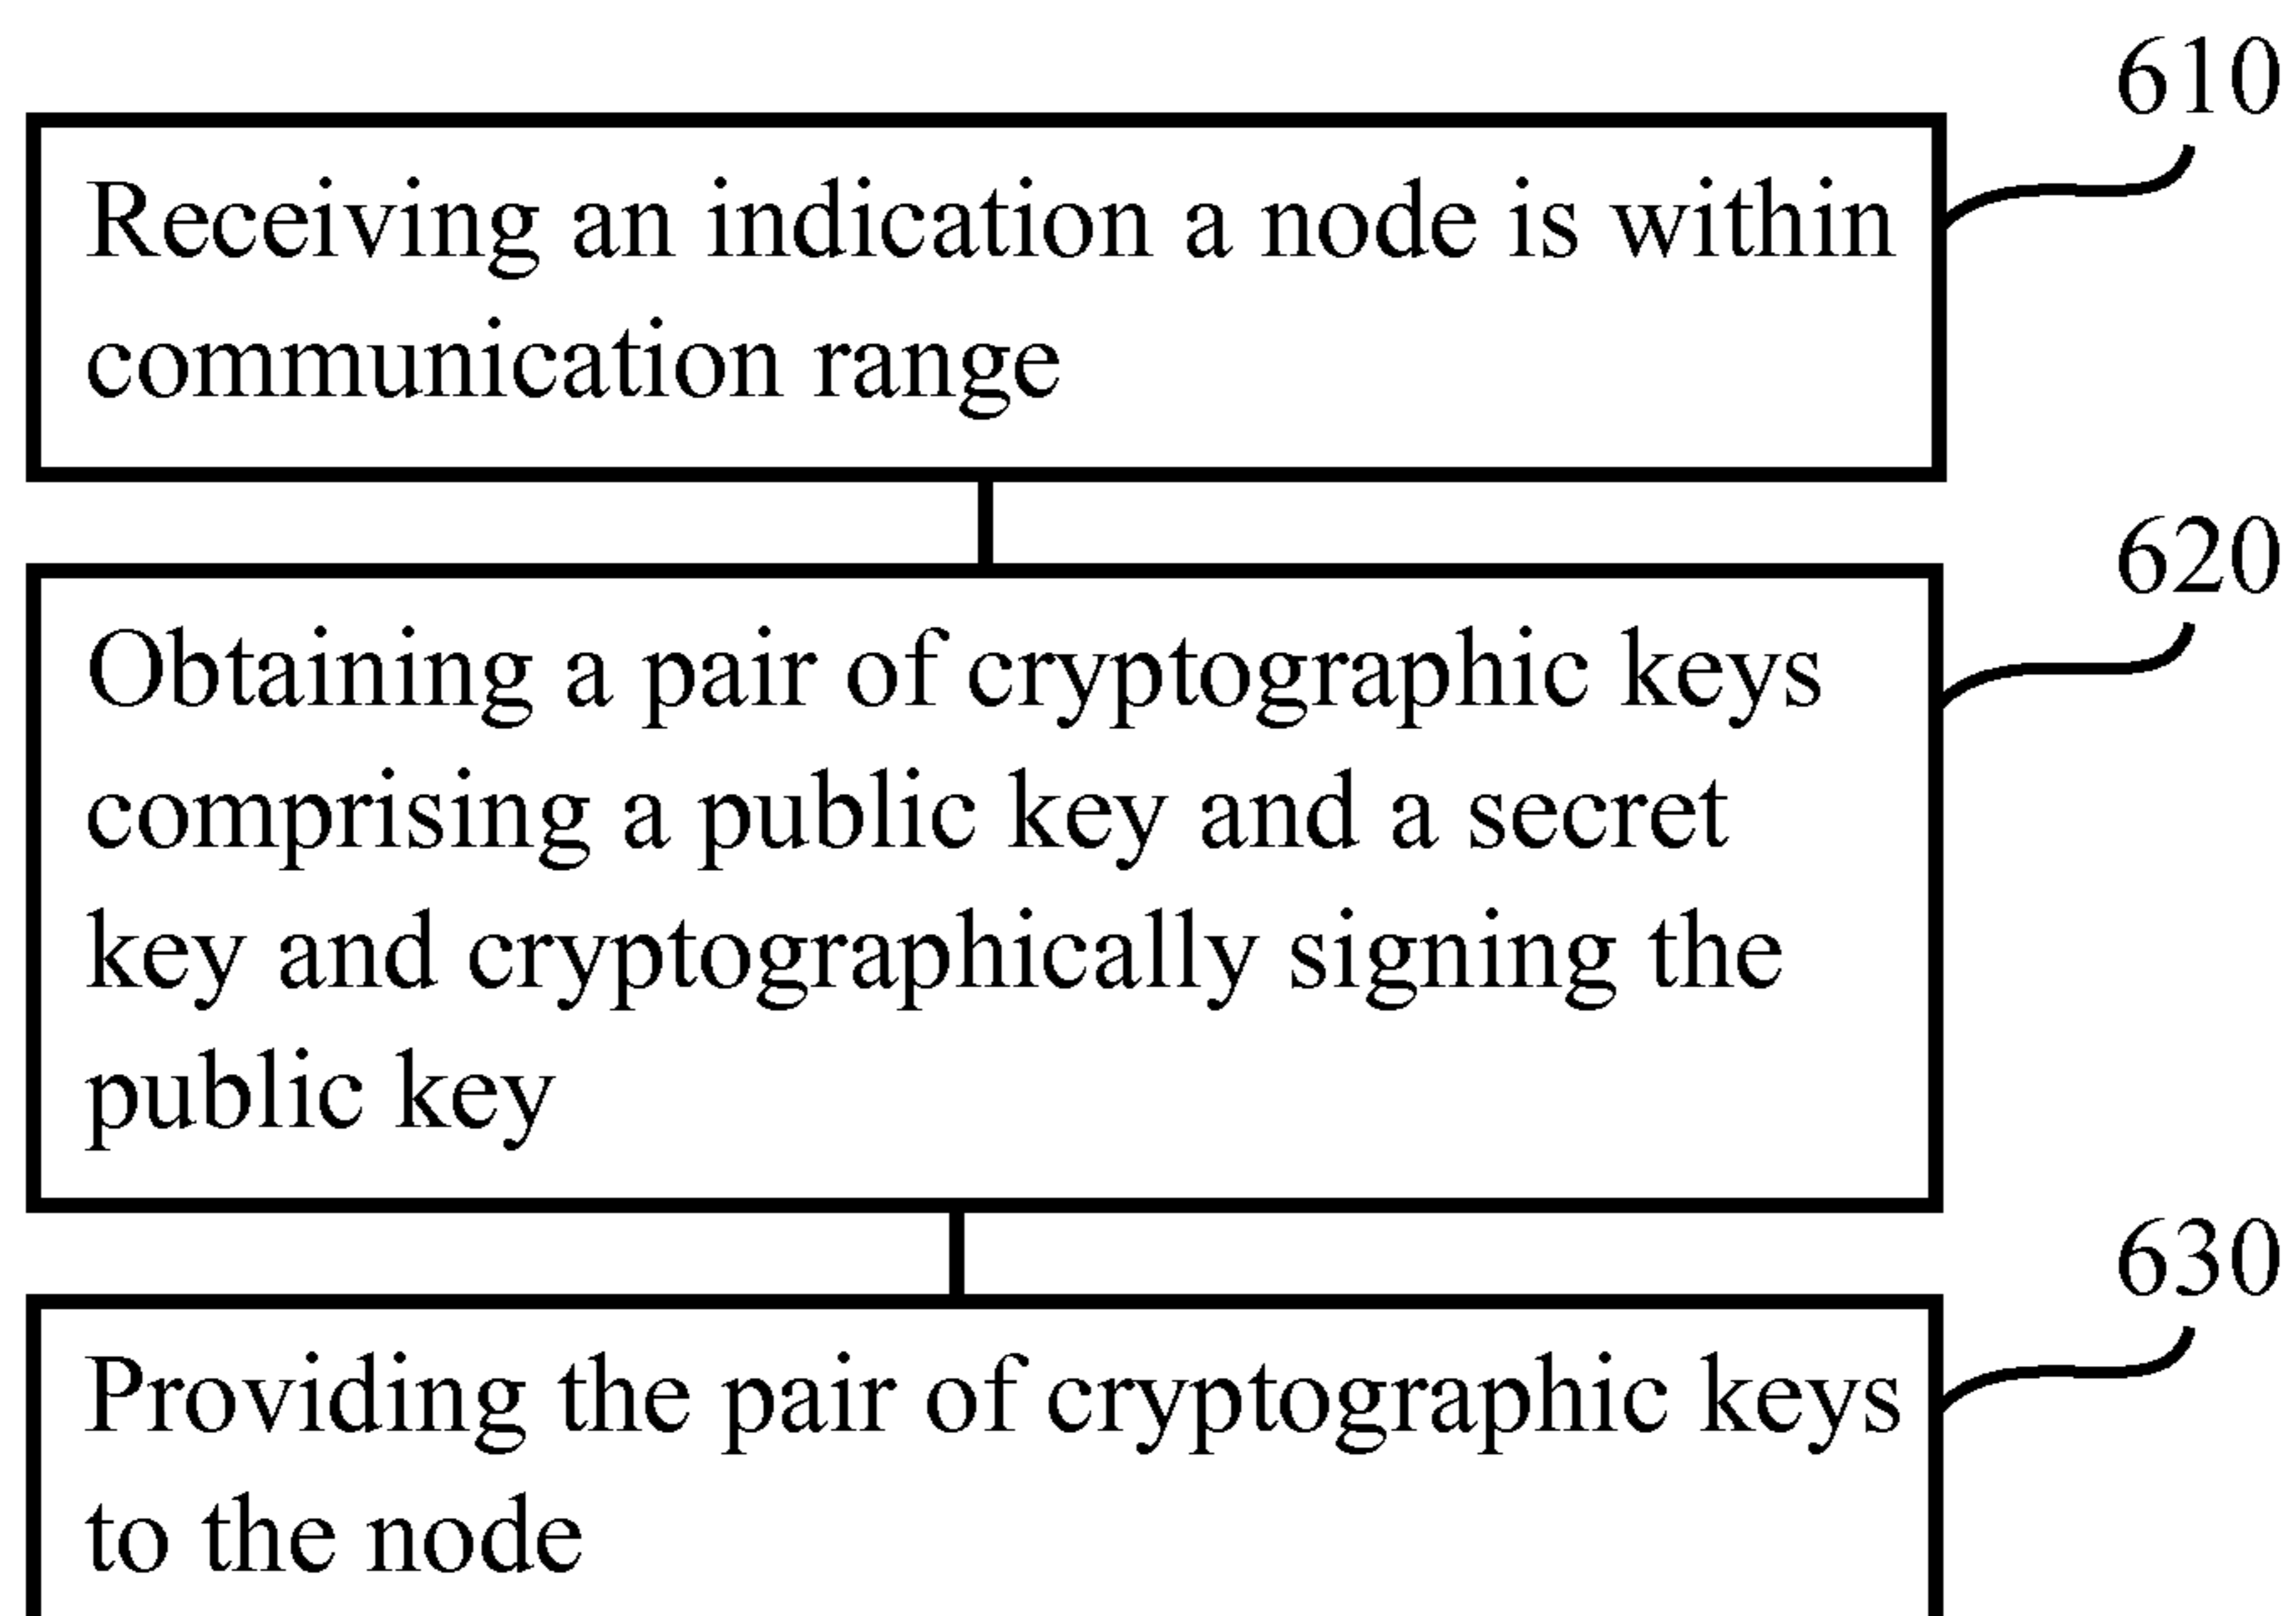 610
Receiving an indication a node is within
communication range
620
Obtaining a pair of cryptographic keys
comprising a public key and a secret
key and cryptographically signing the
public key
630
Providing the pair of cryptographic keys
to the node